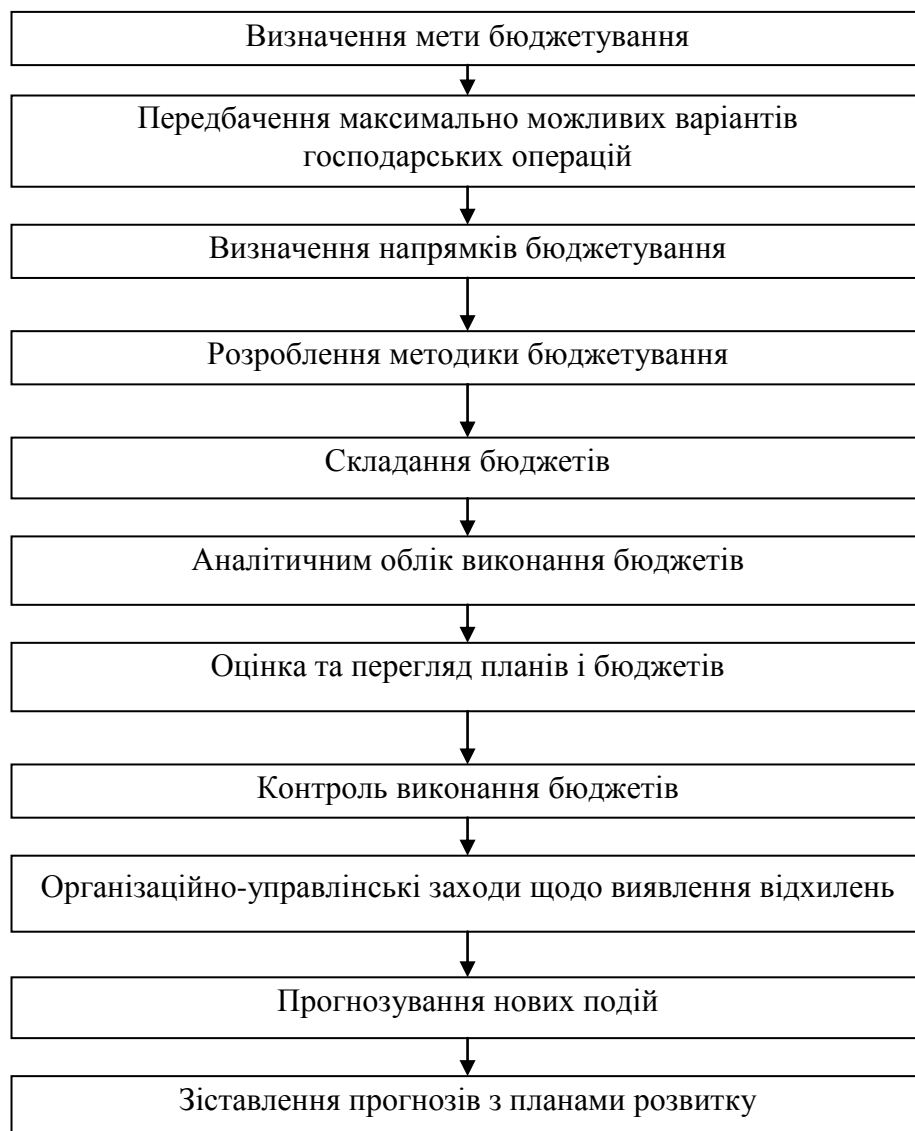 Визначення мети бюджетування
Передбачення максимально можливих варіантів
господарських операцій
Визначення напрямків бюджетування
Розроблення методики бюджетування
Складання бюджетів
Аналітичним облік виконання бюджетів
Оцінка та перегляд планів і бюджетів
Контроль виконання бюджетів
Організаційно-управлінські заходи щодо виявлення відхилень
Прогнозування нових подій
Зіставлення прогнозів з планами розвитку